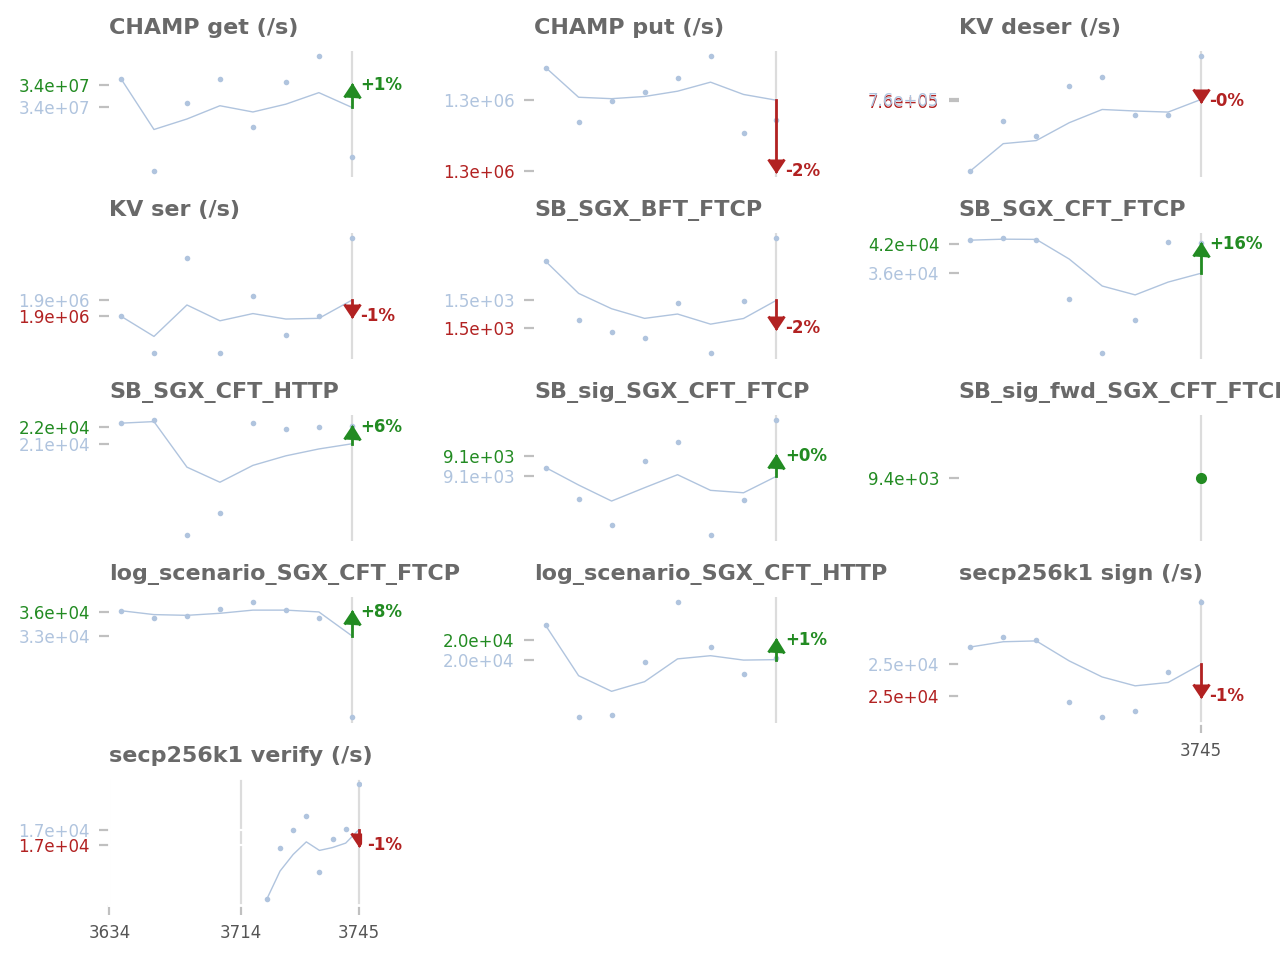 CHAMP get (/s)
3.4e+07
3.4e+07
+1%
CHAMP put (/s)
1.3e+06
1.3e+06
-2%
KV deser (/s)
7.6e+05
7.6e+05
-0%
KV ser (/s)
1.9e+06
1.9e+06
-1%
SB_SGX_BFT_FTCP
1.5e+03
1.5e+03
-2%
SB_SGX_CFT_FTCP
4.2e+04
3.6e+04
+16%
SB_SGX_CFT_HTTP
2.2e+04
2.1e+04
+6%
SB_sig_SGX_CFT_FTCP
9.1e+03
9.1e+03
+0%
SB_sig_fwd_SGX_CFT_FTCP
9.4e+03
log_scenario_SGX_CFT_FTCP
3.6e+04
3.3e+04
+8%
log_scenario_SGX_CFT_HTTP
2.0e+04
2.0e+04
+1%
secp256k1 sign (/s)
2.5e+04
2.5e+04
-1%
3745
secp256k1 verify (/s)
1.7e+04
1.7e+04
-1%
3634
3714
3745